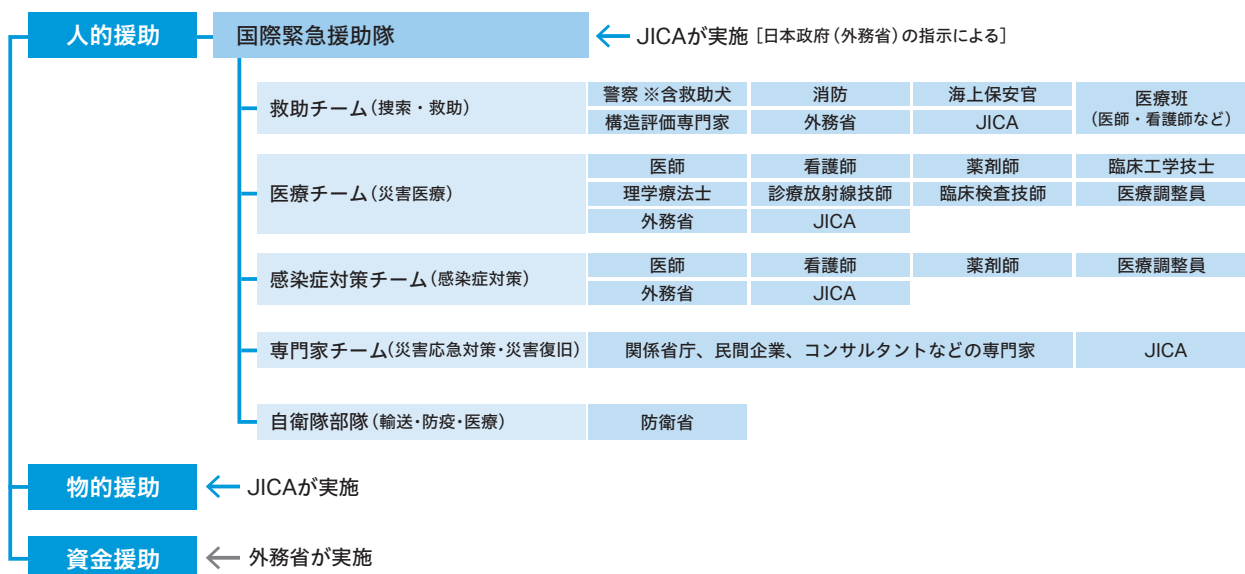 人的援助
国際緊急援助隊
JICAが実施 [日本政府(外務省)の指示による]
救助チーム(捜索・救助)
警察 ※含救助犬
消防
海上保安官
医療班
(医師・看護師など)
構造評価専門家
外務省
JICA
医療チーム(災害医療)
医師
看護師
薬剤師
臨床工学技士
理学療法士
診療放射線技師
臨床検査技師
医療調整員
外務省
JICA
感染症対策チーム(感染症対策)
医師
看護師
薬剤師
医療調整員
外務省
JICA
専門家チーム(災害応急対策・災害復旧)
関係省庁、民間企業、コンサルタントなどの専門家
JICA
自衛隊部隊(輸送・防疫・医療)
防衛省
物的援助
JICAが実施
資金援助
外務省が実施